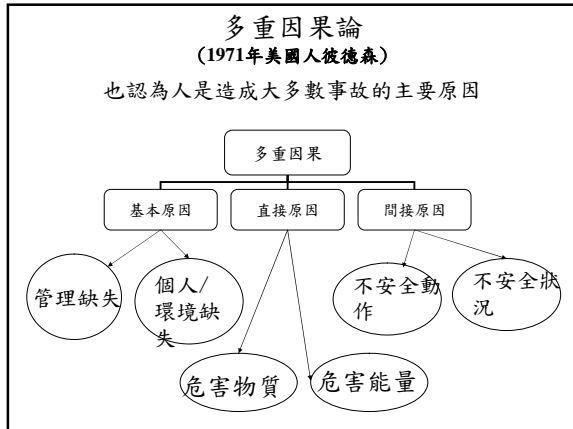 多重因果論
（1971年美國人彼德森）
也認為人是造成大多數事故的主要原因
多重因果
基本原因
直接原因
間接原因
管理缺失
個人/
環境缺
失
不安全動
作
不安全狀
況
危害物質
危害能量